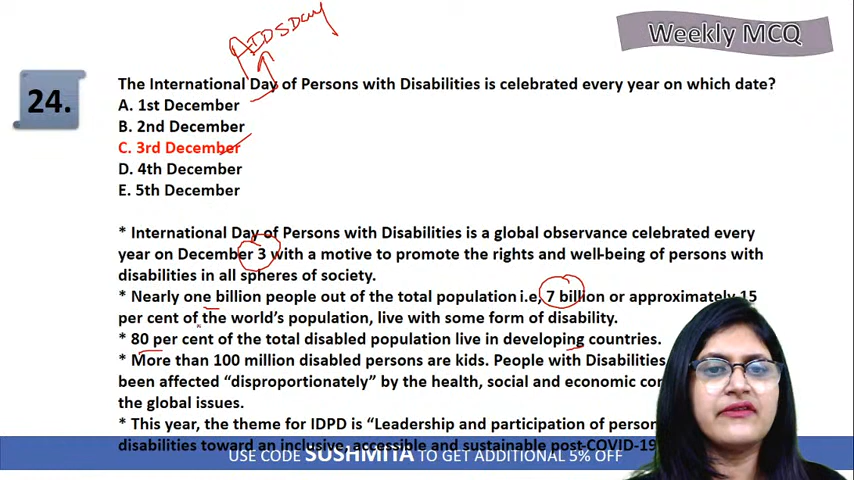 AIDS Day
Weekly MCQ
24.
The International Day of Persons with Disabilities is celebrated every year on which date?
A. 1st December
B. 2nd December
C. 3rd December
D. 4th December
E. 5th December
* International Day of Persons with Disabilities is a global observance celebrated every
year on December 3 with a motive to promote the rights and well-being of persons with
disabilities in all spheres of society.
* Nearly one billion people out of the total population i.e, 7 billion or approximately 15
per cent of the world's population, live with some form of disability.
* 80 per cent of the total disabled population live in developing countries.
* More than 100 million disabled persons are kids. People with Disabilities
been affected “disproportionately” by the health, social and economic
the global issues.
* This year, the theme for IDPD is “Leadership and participation of
disabilities toward an inclusive, accessible and sustainable post-COVID-19
USE CODE SUSHMITA TO GET ADDITIONAL 5% OFF